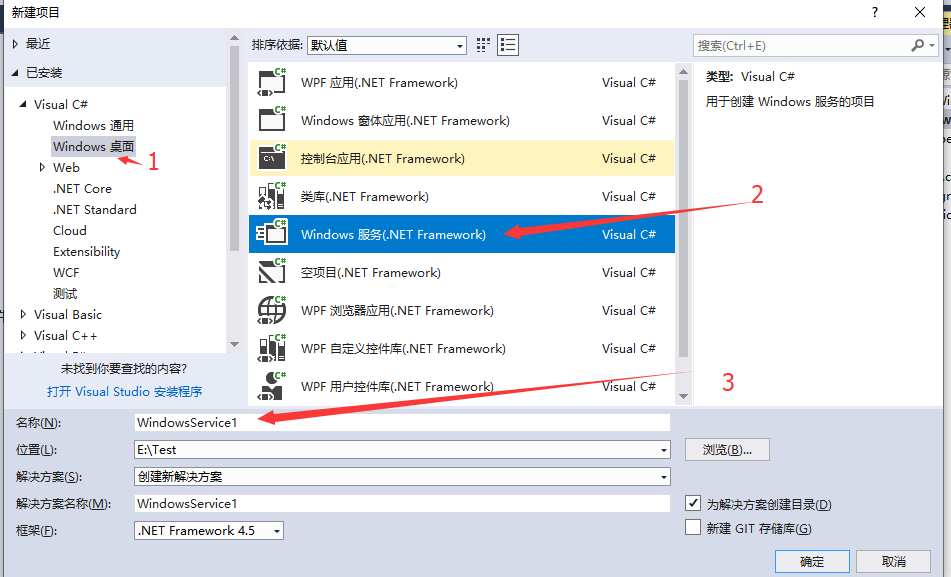 新建项目
?
最近
已安装
Visual C#
Windows 通用
Windows 桌面
1
Web
.NET Core
.NET Standard
Cloud
Extensibility
WCF
测试
Visual Basic
Visual C++
未找到你要查找的内容?
打开 Visual Studio 安装程序
排序依据: 默认值
WPF 应用(.NET Framework) Visual C#
Windows 窗体应用(.NET Framework) Visual C#
控制台应用(.NET Framework) Visual C#
类库(.NET Framework) Visual C#
2
Windows 服务(.NET Framework) Visual C#
空项目(.NET Framework) Visual C#
WPF 浏览器应用(.NET Framework) Visual C#
WPF 自定义控件库(.NET Framework) Visual C#
WPF 用户控件库(.NET Framework) Visual C#
搜索(Ctrl+E)
类型: Visual C#
用于创建 Windows 服务的项目
3
名称(N): WindowsService1
位置(L): E:\Test 浏览(B)...
解决方案(S): 创建新解决方案
解决方案名称(M): WindowsService1 为解决方案创建目录(D)
框架(F): .NET Framework 4.5 新建 GIT 存储库(G)
确定 取消